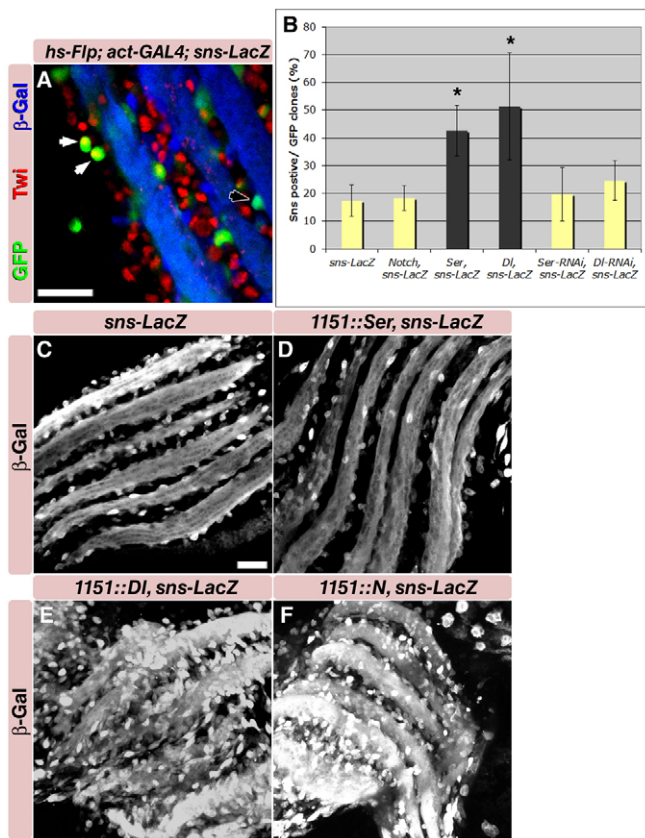 hs-Flp; act-GAL4; sns-LacZ
A
GFP Twi β-Gal
B
Sns postive/ GFP clones (%)
80
70
60
50
40
30
20
10
0
*
*
sns-LacZ
Notch,
sns-LacZ
Ser,
sns-LacZ
Dl,
sns-LacZ
Ser-RNAi,
sns-LacZ
Dl-RNAi,
sns-LacZ
sns-LacZ
1151::Ser, sns-LacZ
C
D
β-Gal
1151::Dl, sns-LacZ
1151::N, sns-LacZ
E
F
β-Gal